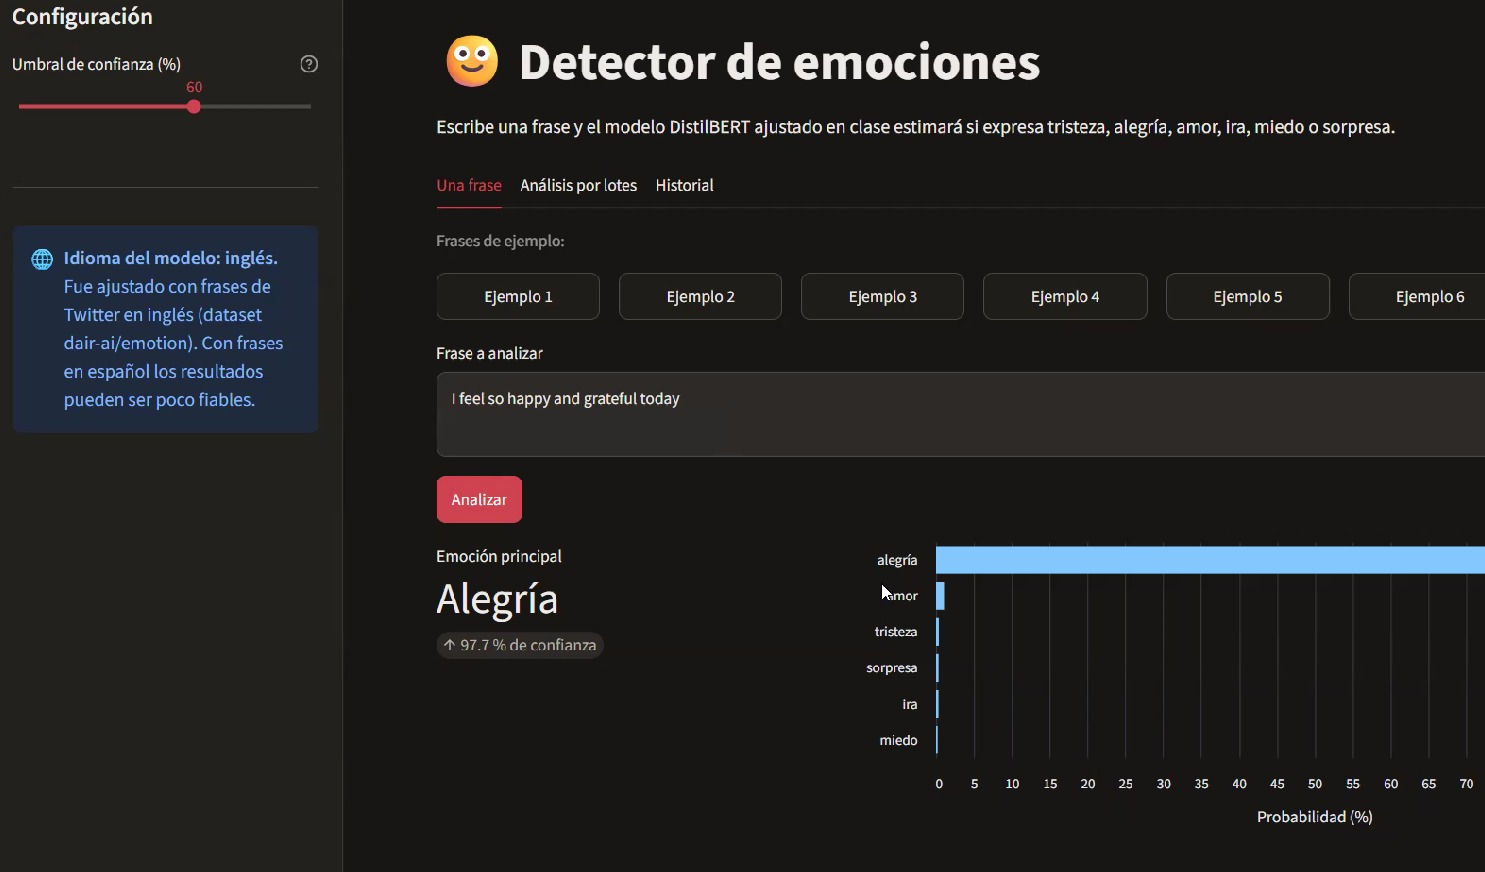 Configuración
Umbral de confianza (%)
60
Idioma del modelo: inglés.
Fue ajustado con frases de
Twitter en inglés (dataset
dair-ai/emotion). Con frases
en español los resultados
pueden ser poco fiables.
Detector de emociones
Escribe una frase y el modelo DistilBERT ajustado en clase estimará si expresa tristeza, alegría, amor, ira, miedo o sorpresa.
Una frase Análisis por lotes Historial
Frases de ejemplo:
Ejemplo 1 Ejemplo 2 Ejemplo 3 Ejemplo 4 Ejemplo 5 Ejemplo 6
Frase a analizar
I feel so happy and grateful today
Analizar
Emoción principal
Alegría
↑ 97.7 % de confianza
alegría
amor
tristeza
sorpresa
ira
miedo
0 5 10 15 20 25 30 35 40 45 50 55 60 65 70
Probabilidad (%)